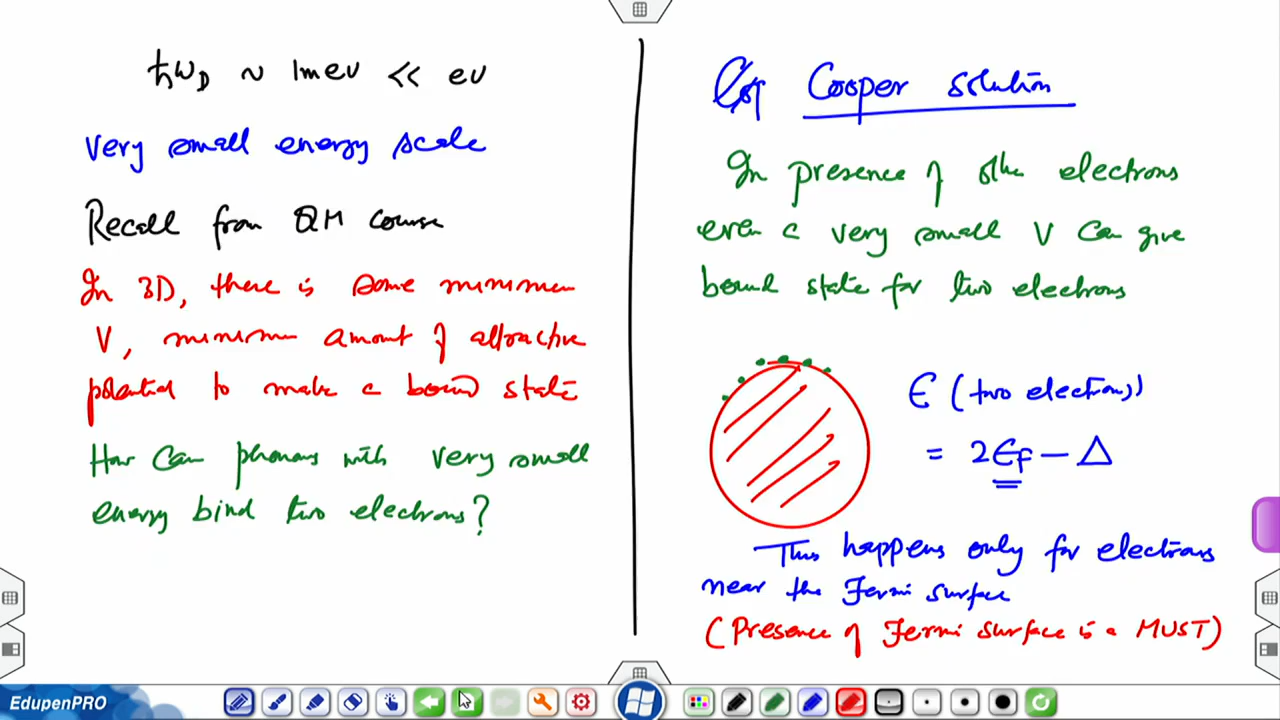 ħω_D ~ 1 meV << eV
very small energy scale
Recall from QM course
In 3D, there is some minimum
V, minimum amount of attractive
potential to make a bound state
How can phonons with very small
energy bind two electrons?
Cooper solution
In presence of other electrons
even a very small V can give
bound state for two electrons
E (two electrons)
= 2E_f - Δ
This happens only for electrons
near the Fermi surface
(Presence of Fermi surface is a MUST)
EdupenPRO